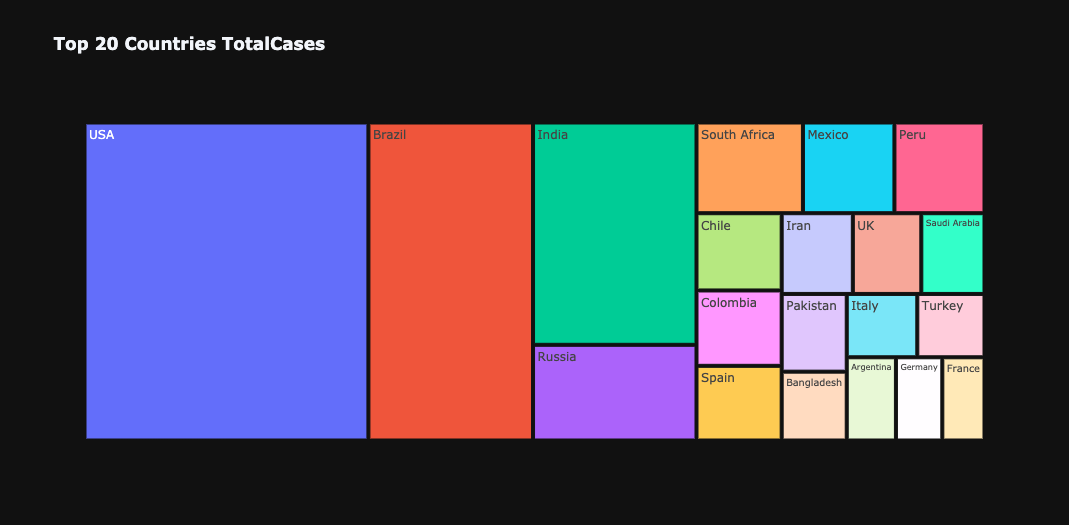 Top 20 Countries TotalCases
USA
Brazil
India
Russia
South Africa
Mexico
Peru
Chile
Iran
UK
Saudi Arabia
Colombia
Pakistan
Italy
Turkey
Spain
Bangladesh
Argentina
Germany
France